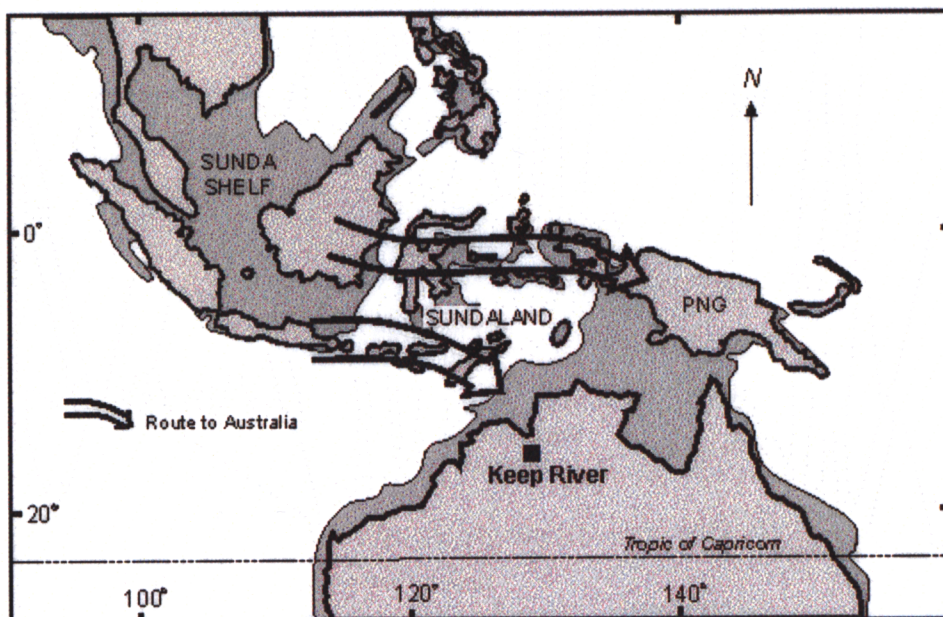 N
SUNDA
SHELF
0°
PNG
SUNDALAND
Route to Australia
Keep River
20°
Tropic of Capricorn
100° 120° 140°